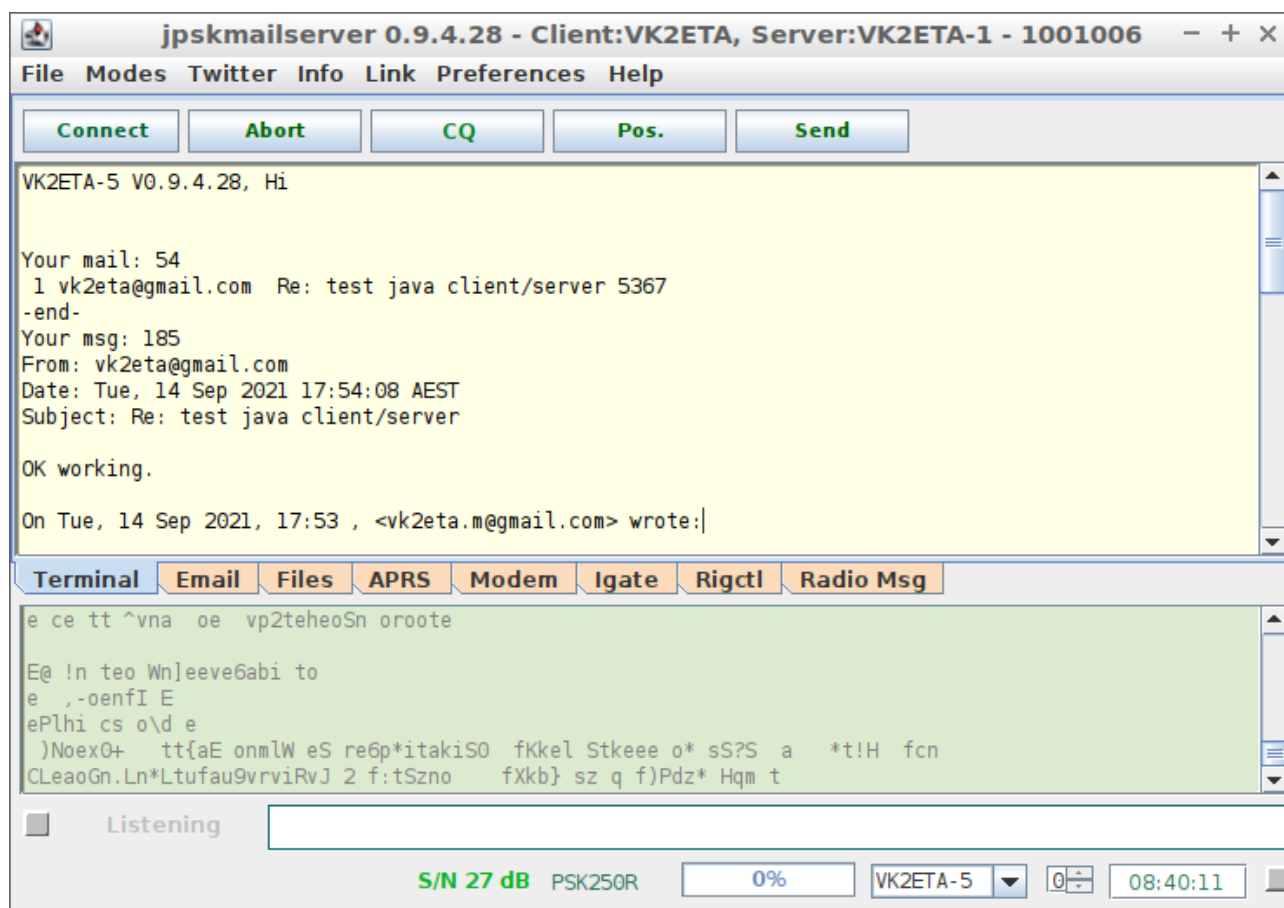 jpskmailserver 0.9.4.28 - Client:VK2ETA, Server:VK2ETA-1 - 1001006
File Modes Twitter Info Link Preferences Help
Connect Abort CQ Pos. Send
VK2ETA-5 V0.9.4.28, Hi
Your mail: 54
1 vk2eta@gmail.com  Re: test java client/server 5367
-end-
Your msg: 185
From: vk2eta@gmail.com
Date: Tue, 14 Sep 2021 17:54:08 AEST
Subject: Re: test java client/server
OK working.
On Tue, 14 Sep 2021, 17:53 , <vk2eta.m@gmail.com> wrote:
Terminal Email Files APRS Modem Igate Rigctl Radio Msg
e ce tt ^vna  oe  vp2teheoSn oroote
E@ !n teo Wn]eeve6abi to
e  ,-oenfI E
ePlhi cs o\d e
)NoexO+   tt{aE onmlW eS re6p*itakiS0  fKkel Stkeee o* sS?S  a   *t!H  fcn
CLeaoGn.Ln*Ltufau9vrviRvJ 2 f:tSzno    fXkb} sz q f)Pdz* Hqm t
Listening
S/N 27 dB PSK250R 0% VK2ETA-5 0 08:40:11